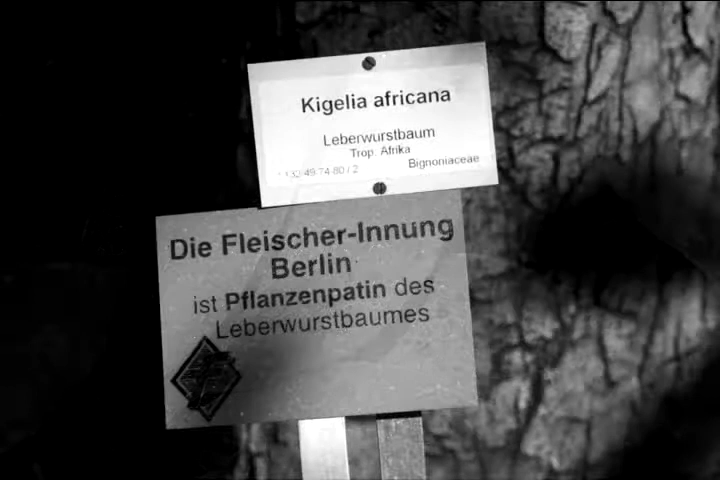 Kigelia africana
Leberwurstbaum
Trop. Afrika
Bignoniaceae
Die Fleischer-Innung
Berlin
ist Pflanzenpatin des
Leberwurstbaumes